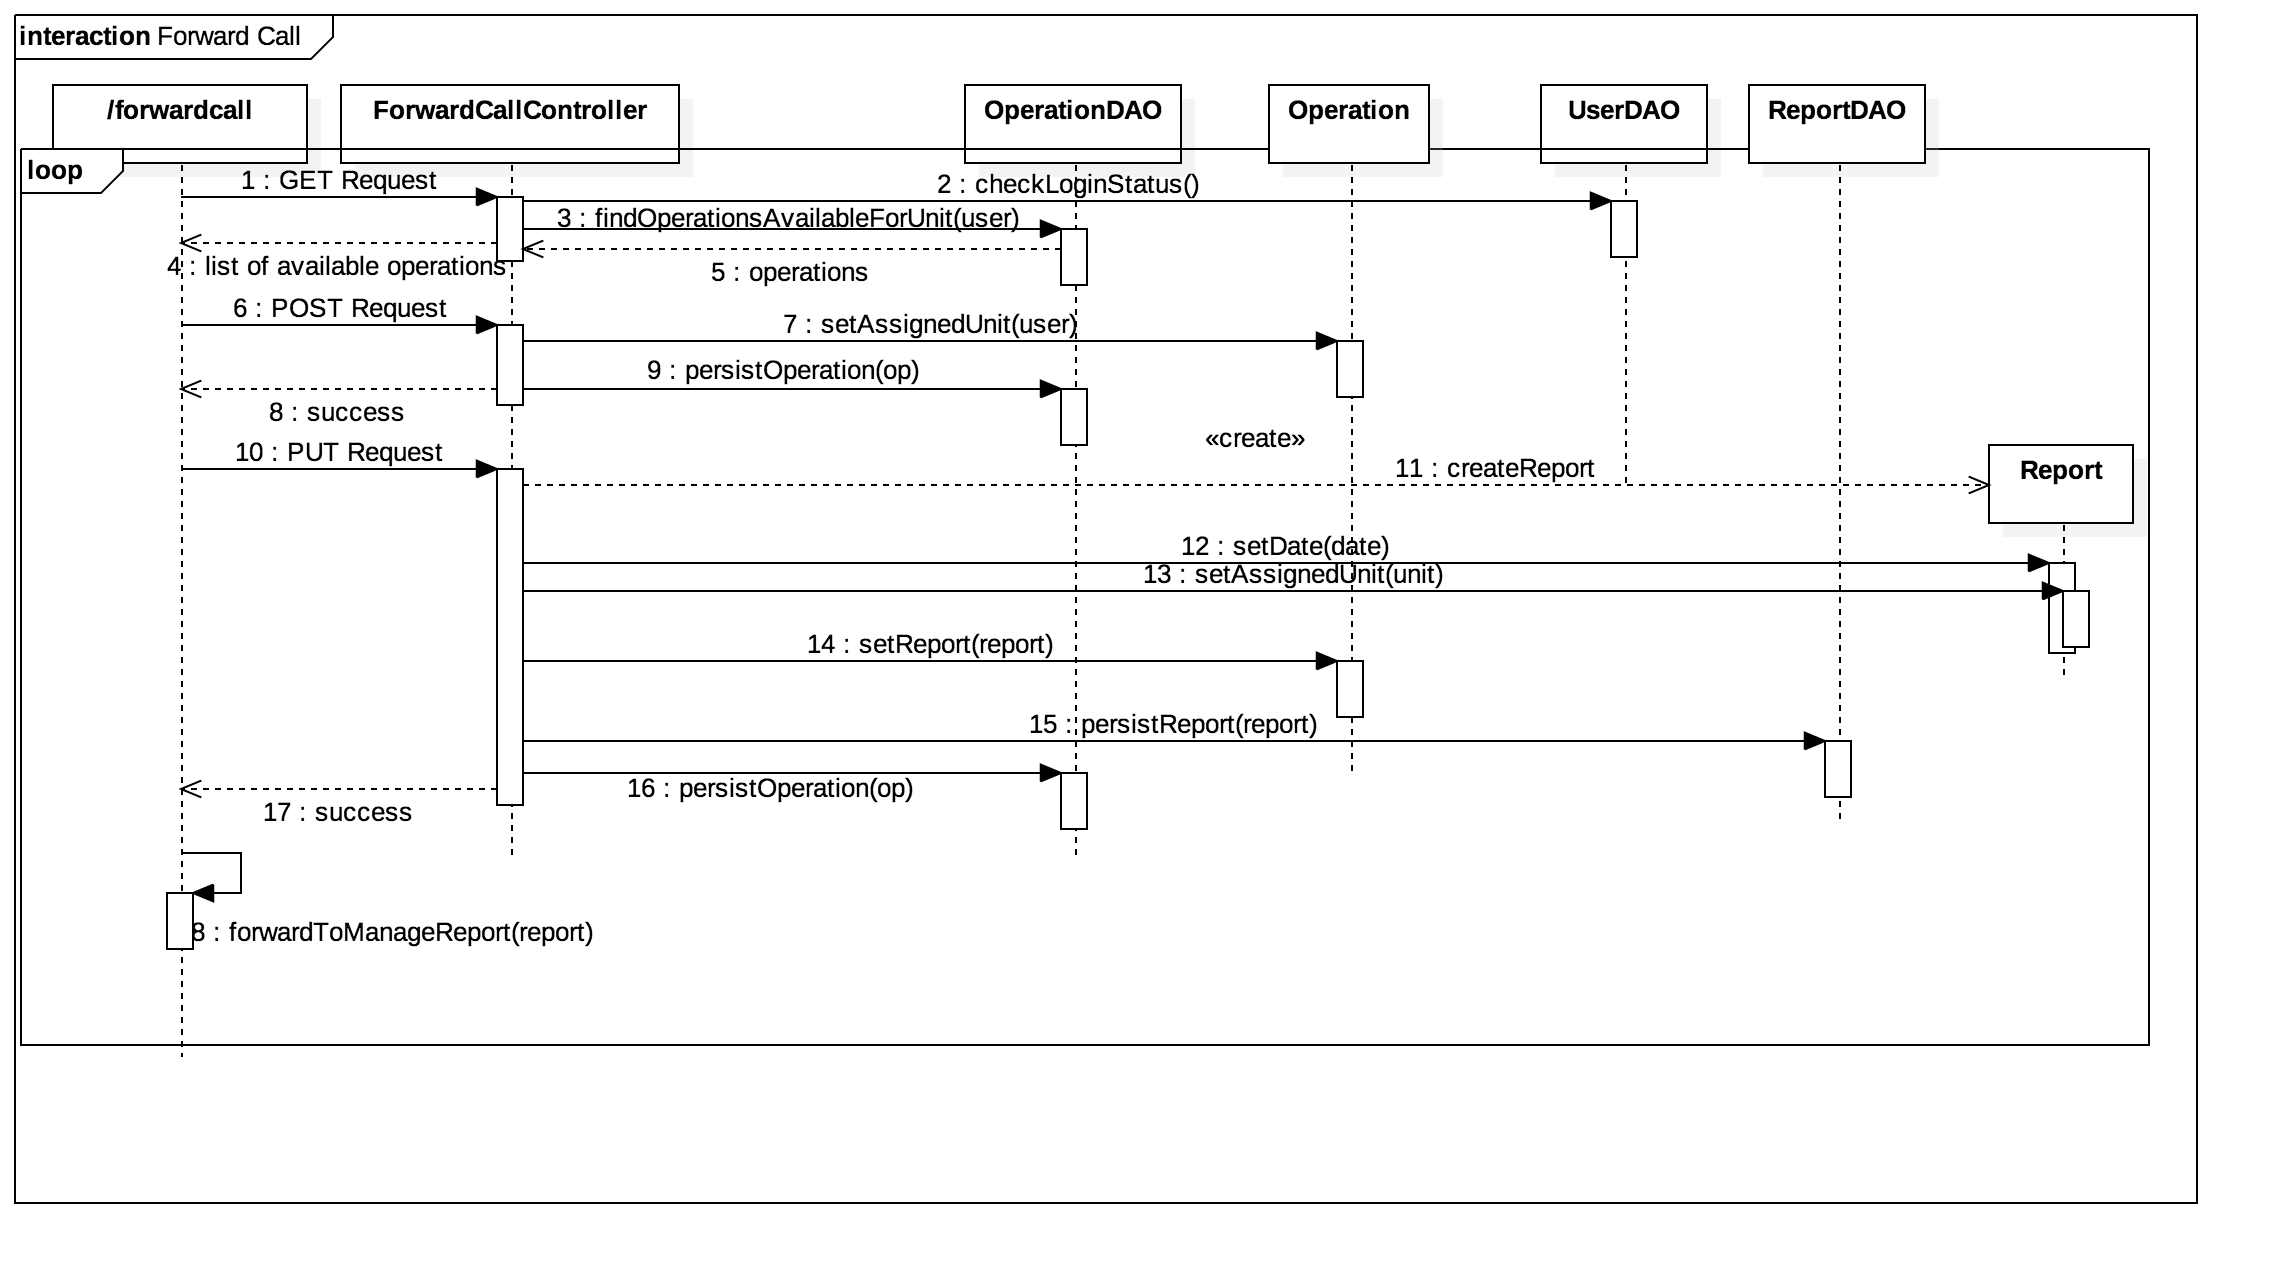 interaction Forward Call
/forwardcall
ForwardCallController
OperationDAO
Operation
UserDAO
ReportDAO
loop
1 : GET Request
2 : checkLoginStatus()
3 : findOperationsAvailableForUnit(user)
4 : list of available operations
5 : operations
6 : POST Request
7 : setAssignedUnit(user)
9 : persistOperation(op)
8 : success
10 : PUT Request
«create»
11 : createReport
Report
12 : setDate(date)
13 : setAssignedUnit(unit)
14 : setReport(report)
15 : persistReport(report)
16 : persistOperation(op)
17 : success
8 : forwardToManageReport(report)